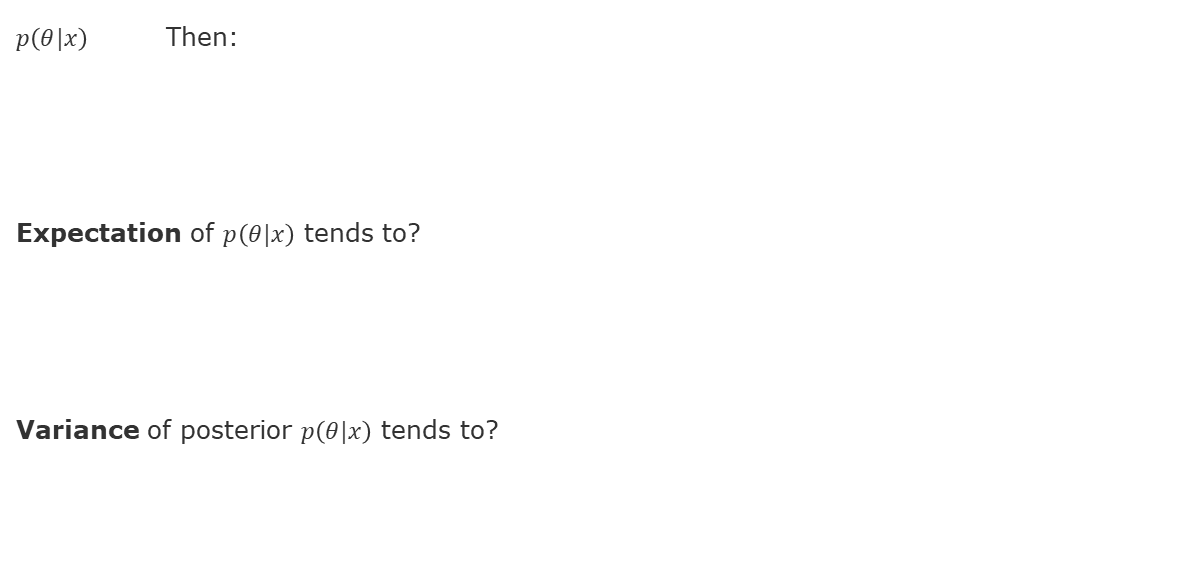 p(θ|x) Then:
Expectation of p(θ|x) tends to?
Variance of posterior p(θ|x) tends to?